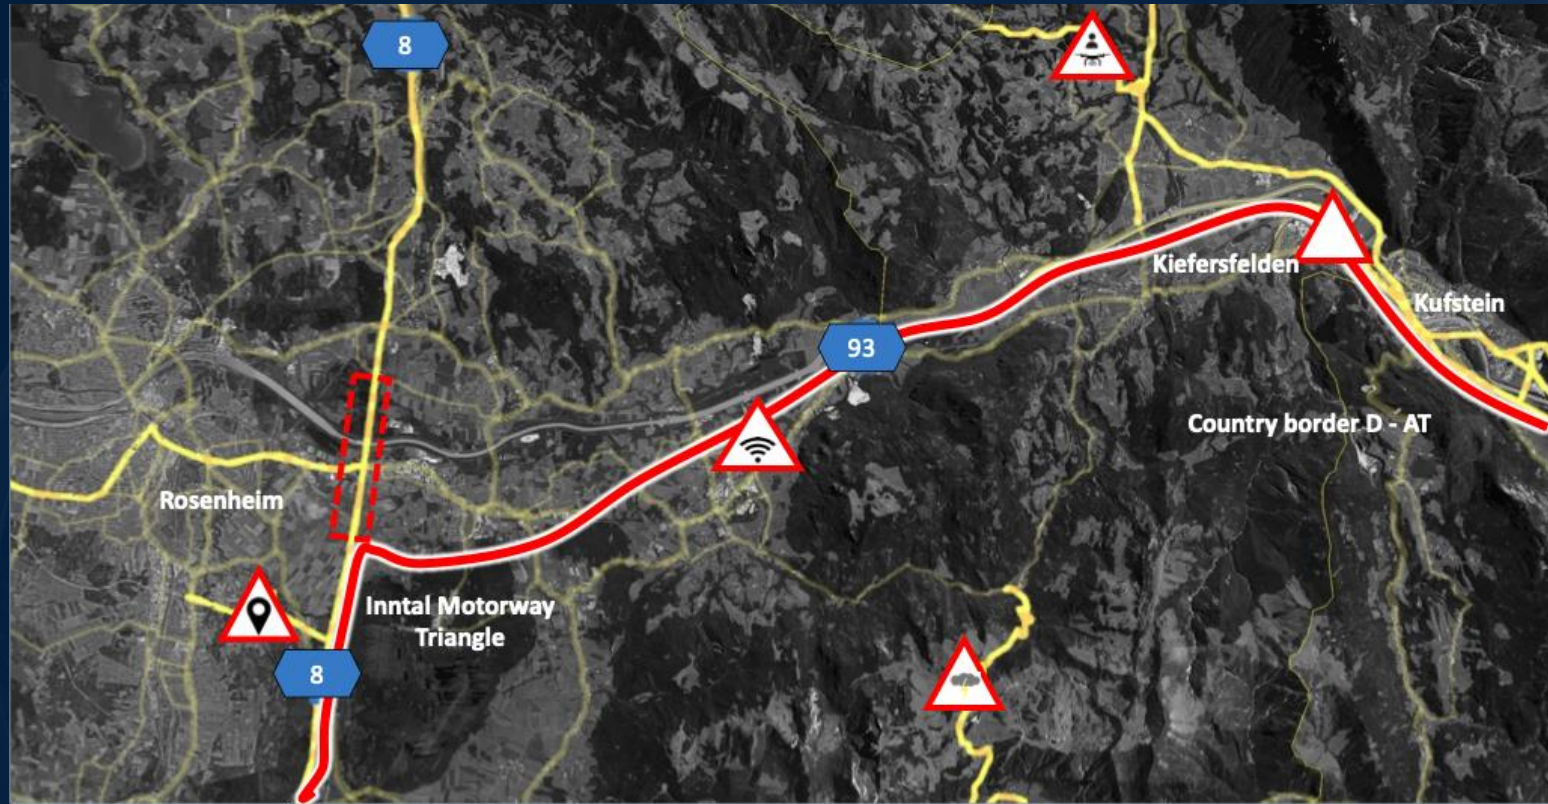 8
Kiefersfelden
Kufstein
93
Country border D - AT
Rosenheim
Inntal Motorway
Triangle
8